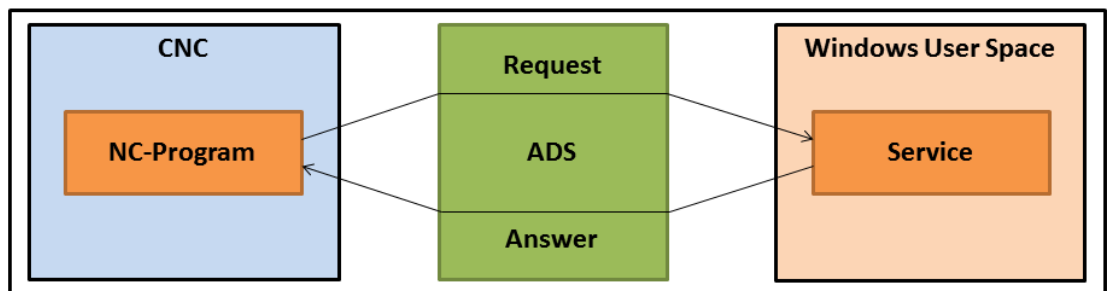 CNC
Windows User Space
Request
NC-Program
ADS
Service
Answer